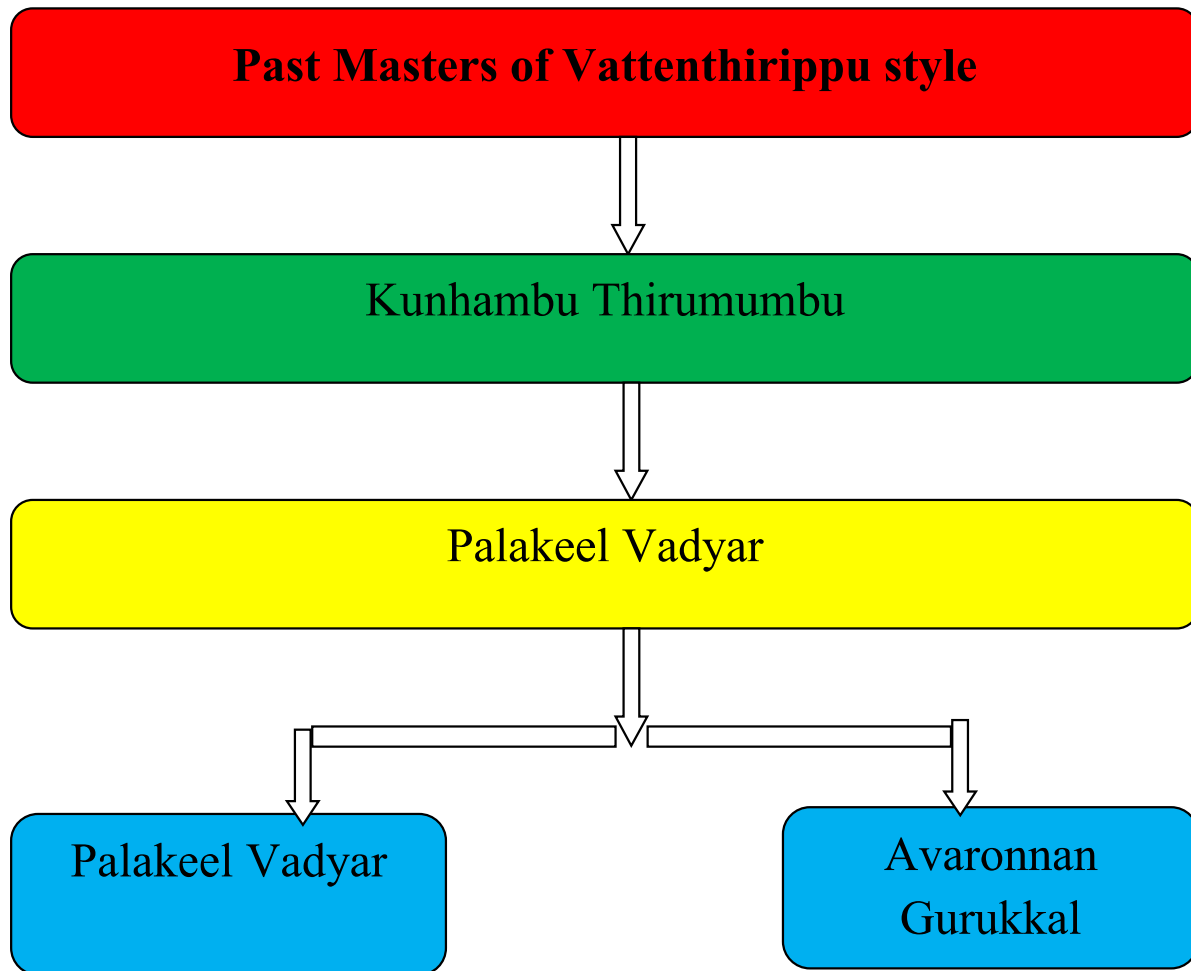 Past Masters of Vattenthirippu style
Kunhambu Thirumumbu
Palakeel Vadyar
Palakeel Vadyar
Avaronnan
Gurukkal